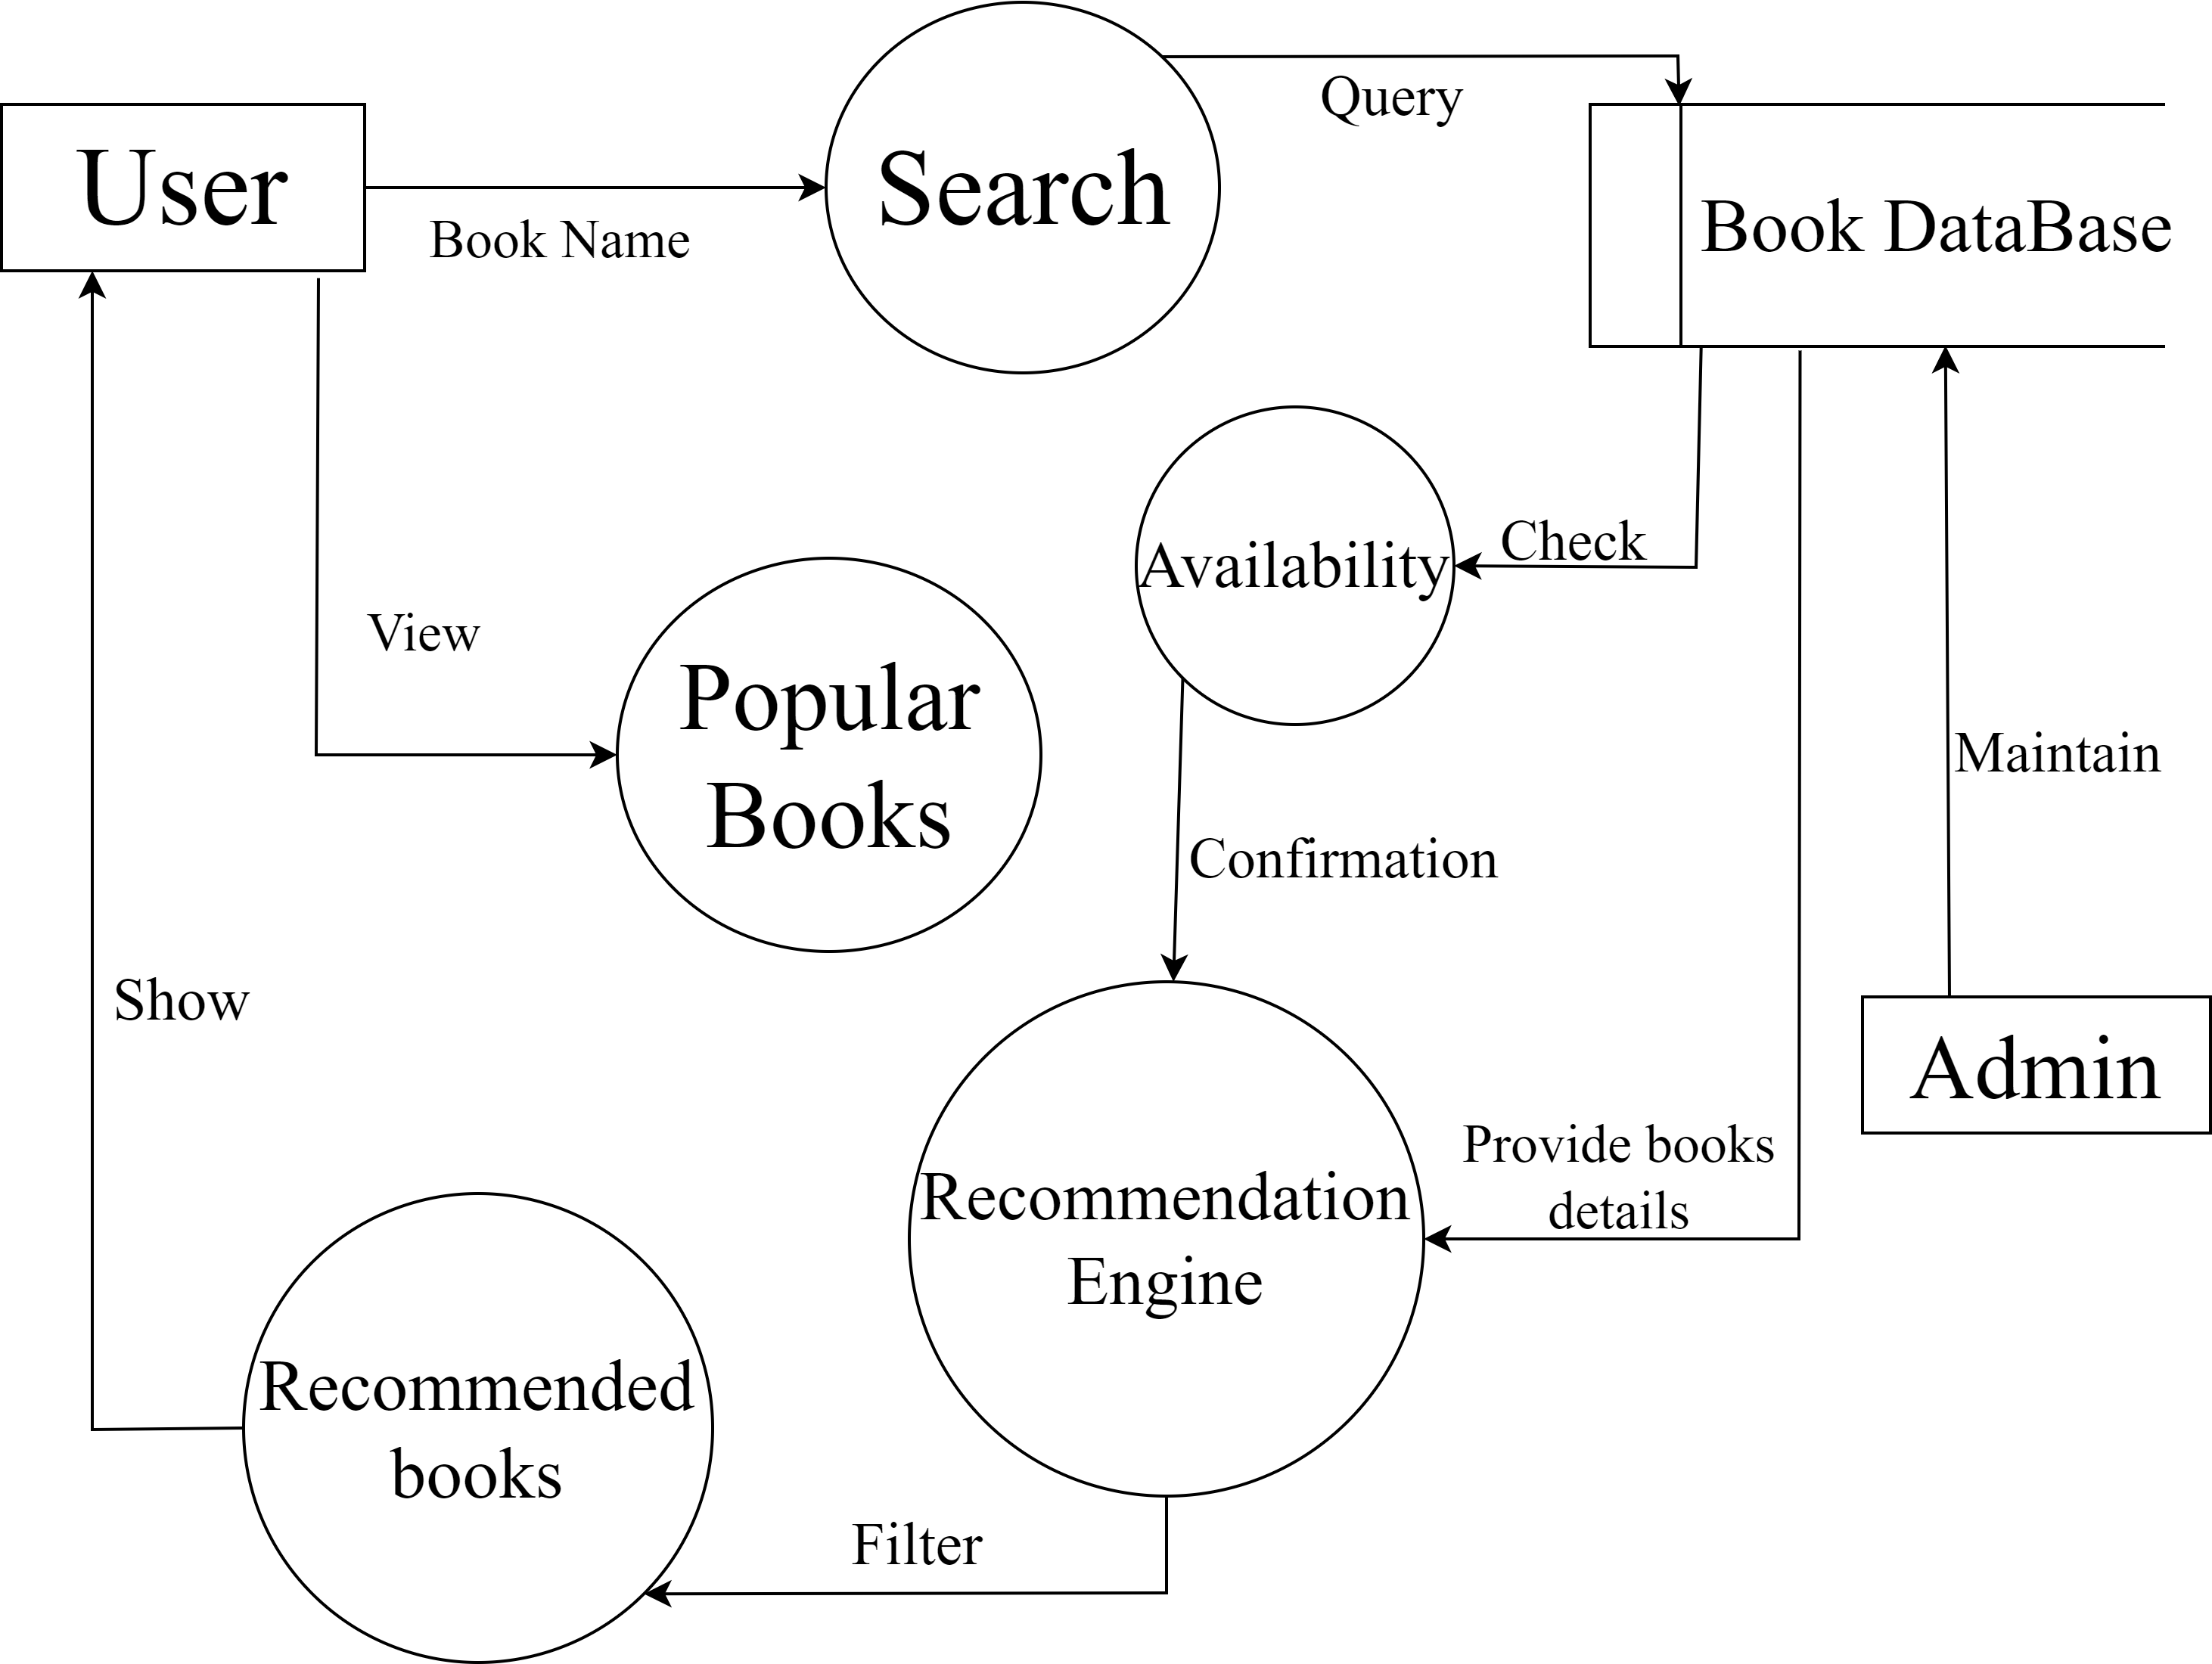 Query
User
Search
Book Name
Book DataBase
Check
Availability
View
Popular
Books
Maintain
Confirmation
Show
Admin
Provide books
details
Recommendation
Engine
Recommended
books
Filter